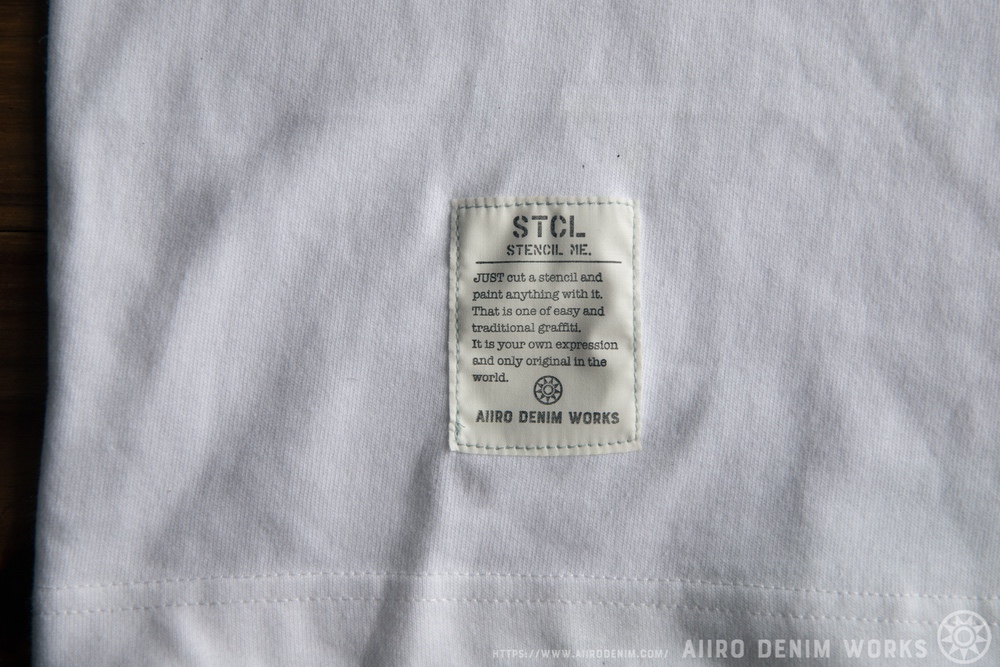 STCL
STENCIL ME.
JUST cut a stencil and
paint anything with it.
That is one of easy and
traditional graffiti.
It is your own expression
and only original in the
world.
AIIRO DENIM WORKS
HTTPS://WWW.AIIRODENIM.COM/ AIIRO DENIM WORKS